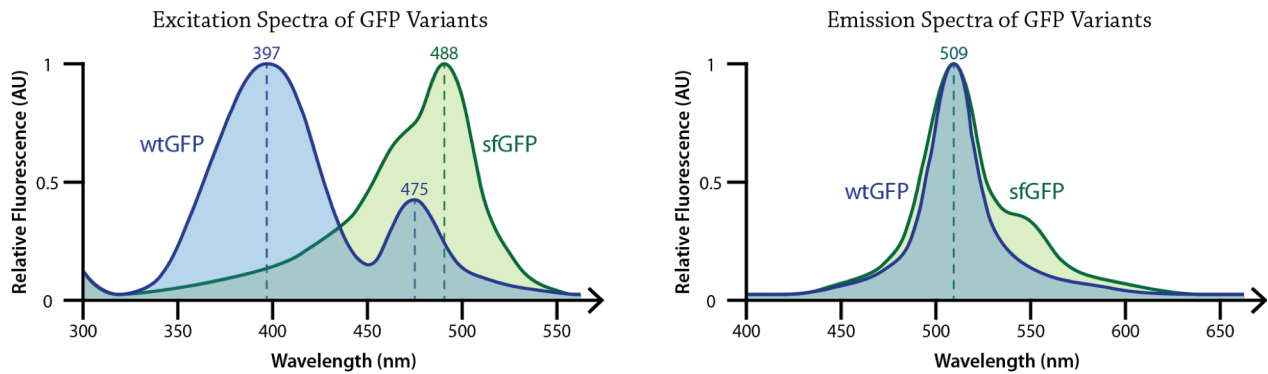 Excitation Spectra of GFP Variants
397
488
1
0.5
0
Relative Fluorescence (AU)
wtGFP
sfGFP
475
300
350
400
450
500
550
Wavelength (nm)
Emission Spectra of GFP Variants
509
1
0.5
0
Relative Fluorescence (AU)
wtGFP
sfGFP
400
450
500
550
600
650
Wavelength (nm)